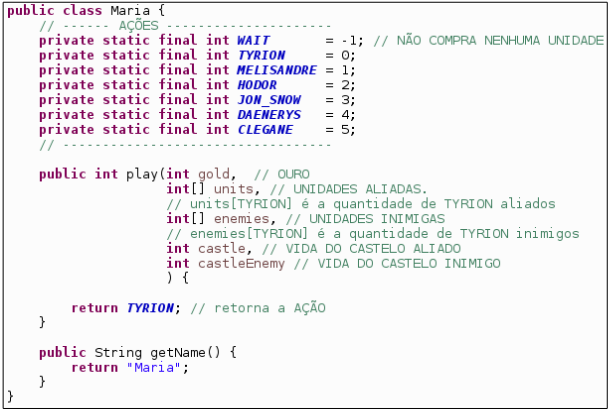 public class Maria {
// ------ AÇÕES ---------------------
private static final int WAIT = -1; // NÃO COMPRA NENHUMA UNIDADE
private static final int TYRION = 0;
private static final int MELISANDRE = 1;
private static final int HODOR = 2;
private static final int JON_SNOW = 3;
private static final int DAENERYS = 4;
private static final int CLEGANE = 5;
// ----------------------------------
public int play(int gold, // OURO
int[] units, // UNIDADES ALIADAS.
// units[TYRION] é a quantidade de TYRION aliados
int[] enemies, // UNIDADES INIMIGAS
// enemies[TYRION] é a quantidade de TYRION inimigos
int castle, // VIDA DO CASTELO ALIADO
int castleEnemy // VIDA DO CASTELO INIMIGO
) {
return TYRION; // retorna a AÇÃO
}
public String getName() {
return "Maria";
}
}